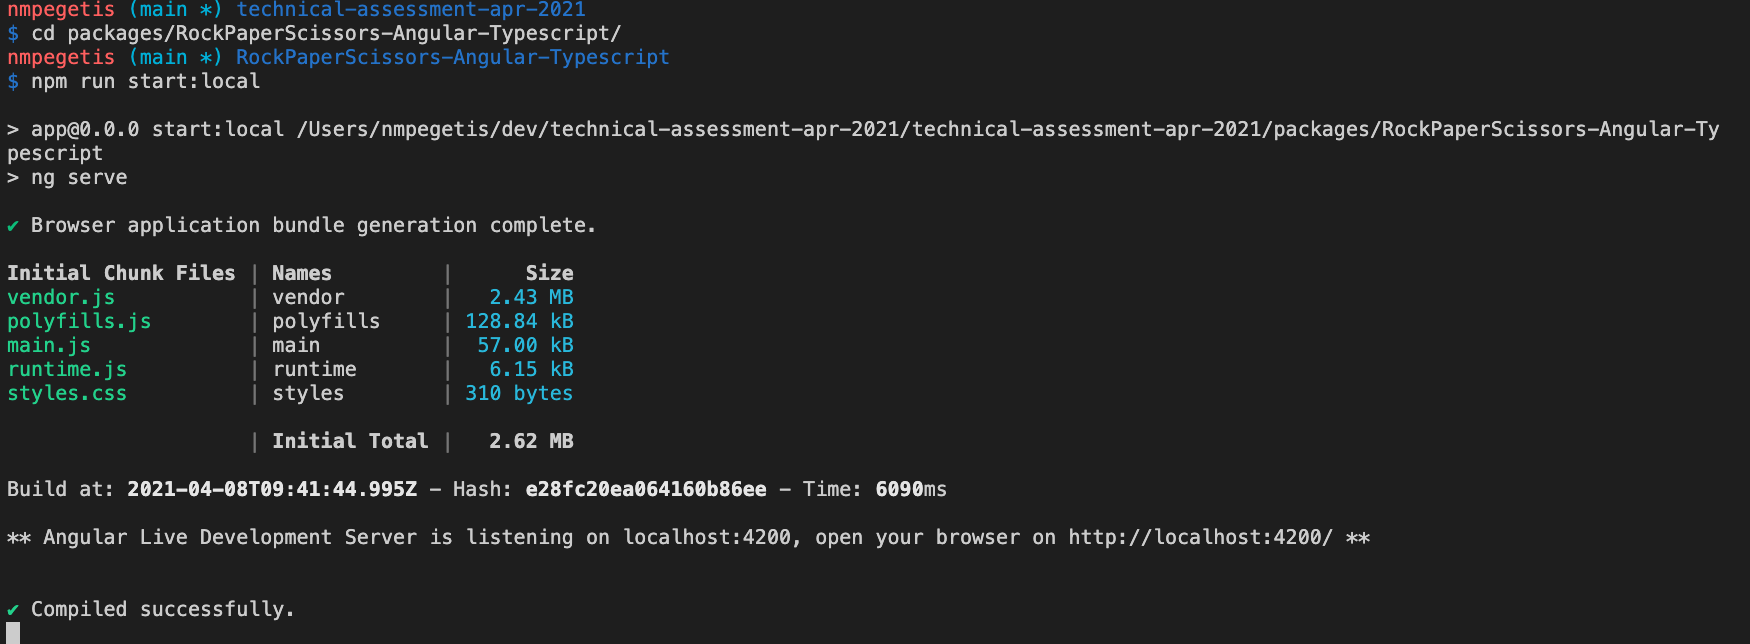 nmpegetis (main *) technical-assessment-apr-2021
$ cd packages/RockPaperScissors-Angular-Typescript/
nmpegetis (main *) RockPaperScissors-Angular-Typescript
$ npm run start:local
> app@0.0.0 start:local /Users/nmpegetis/dev/technical-assessment-apr-2021/technical-assessment-apr-2021/packages/RockPaperScissors-Angular-Ty
pescript
> ng serve
✔ Browser application bundle generation complete.
Initial Chunk Files | Names | Size
vendor.js | vendor | 2.43 MB
polyfills.js | polyfills | 128.84 kB
main.js | main | 57.00 kB
runtime.js | runtime | 6.15 kB
styles.css | styles | 310 bytes
| Initial Total | 2.62 MB
Build at: 2021-04-08T09:41:44.995Z - Hash: e28fc20ea064160b86ee - Time: 6090ms
** Angular Live Development Server is listening on localhost:4200, open your browser on http://localhost:4200/ **
✔ Compiled successfully.